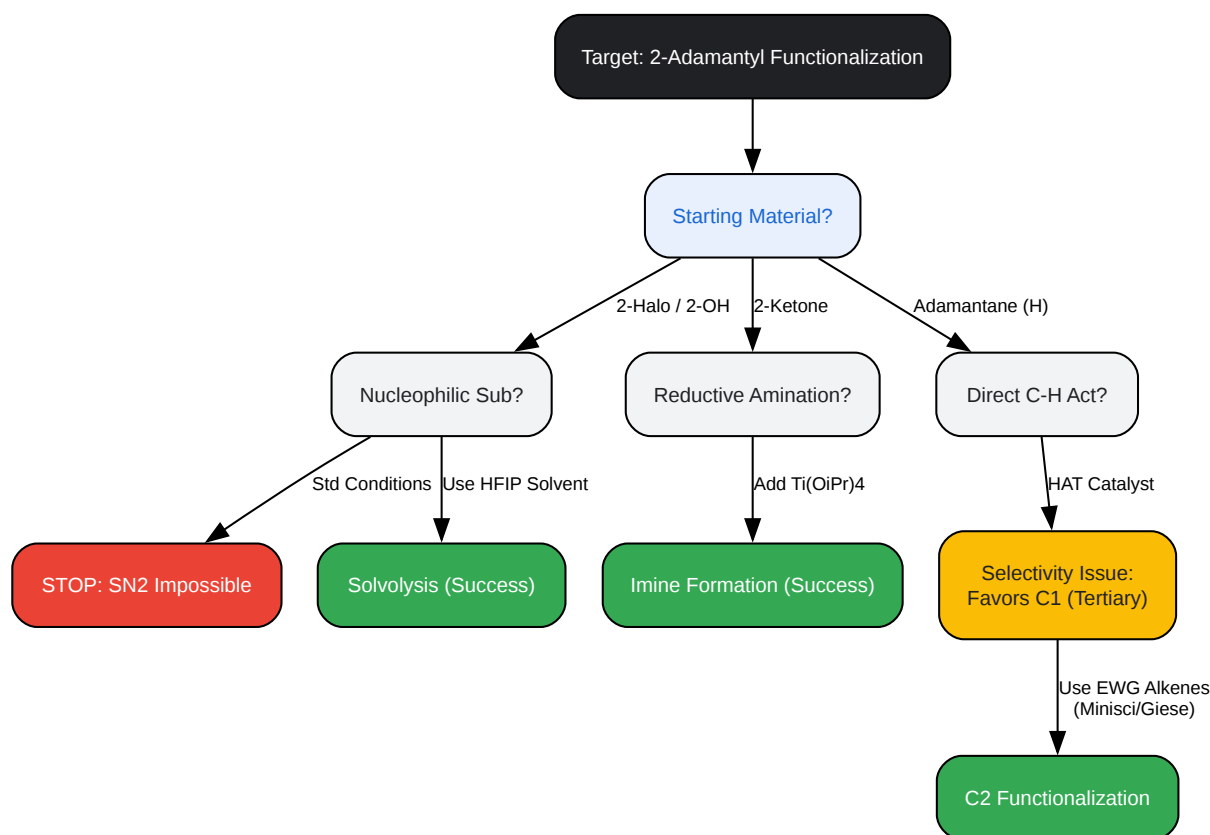 Target: 2-Adamantyl Functionalization
Starting Material?
2-Halo / 2-OH
2-Ketone
Adamantane (H)
Nucleophilic Sub?
Reductive Amination?
Direct C-H Act?
Std Conditions
Use HFIP Solvent
Add Ti(OiPr)4
HAT Catalyst
STOP: SN2 Impossible
Solvolysis (Success)
Imine Formation (Success)
Selectivity Issue:
Favors C1 (Tertiary)
Use EWG Alkenes
(Minisci/Giese)
C2 Functionalization